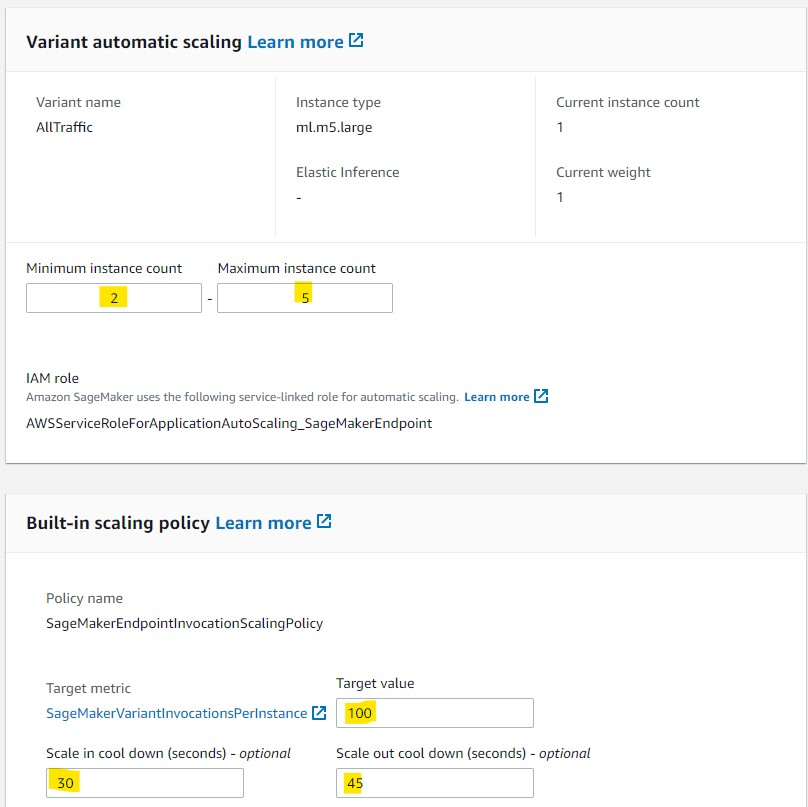 Variant automatic scaling Learn more
Variant name
AllTraffic
Instance type
ml.m5.large
Elastic Inference
-
Current instance count
1
Current weight
1
Minimum instance count
Maximum instance count
2 - 5
IAM role
Amazon SageMaker uses the following service-linked role for automatic scaling. Learn more
AWSServiceRoleForApplicationAutoScaling_SageMakerEndpoint
Built-in scaling policy Learn more
Policy name
SageMakerEndpointInvocationScalingPolicy
Target metric
SageMakerVariantInvocationsPerInstance
Target value
100
Scale in cool down (seconds) - optional
30
Scale out cool down (seconds) - optional
45